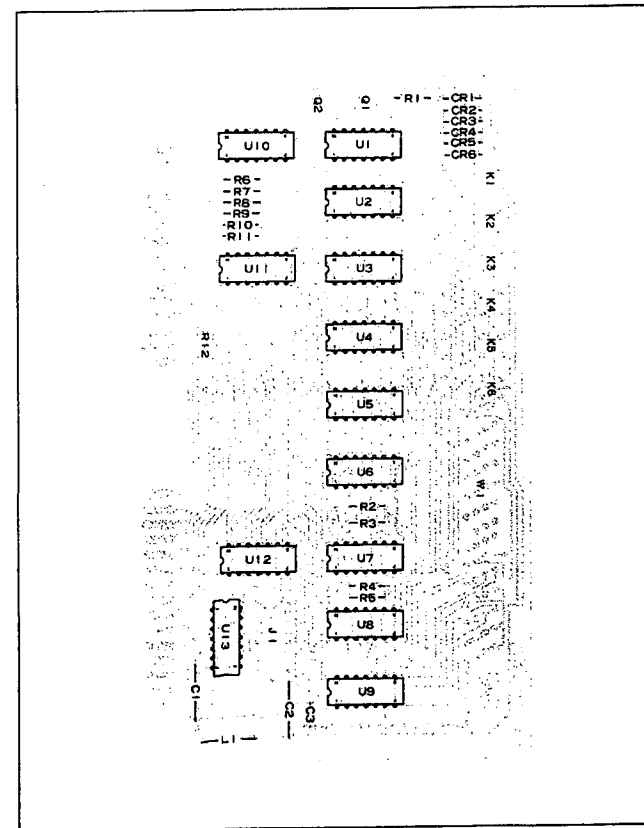 Q2 Q1 -R1- -CR1-
-CR2-
-CR3-
-CR4-
-CR5-
-CR6-
U10 U1
K1
-R6-
-R7-
-R8-
-R9-
-R10-
-R11-
U2
K2
U11 U3 K3
K4
R12 U4 K5
K6
U5
U6
W1
-R2-
-R3-
U12 U7
-R4-
-R5-
U13 J1 U8
C1 C2 C3 U9
L1